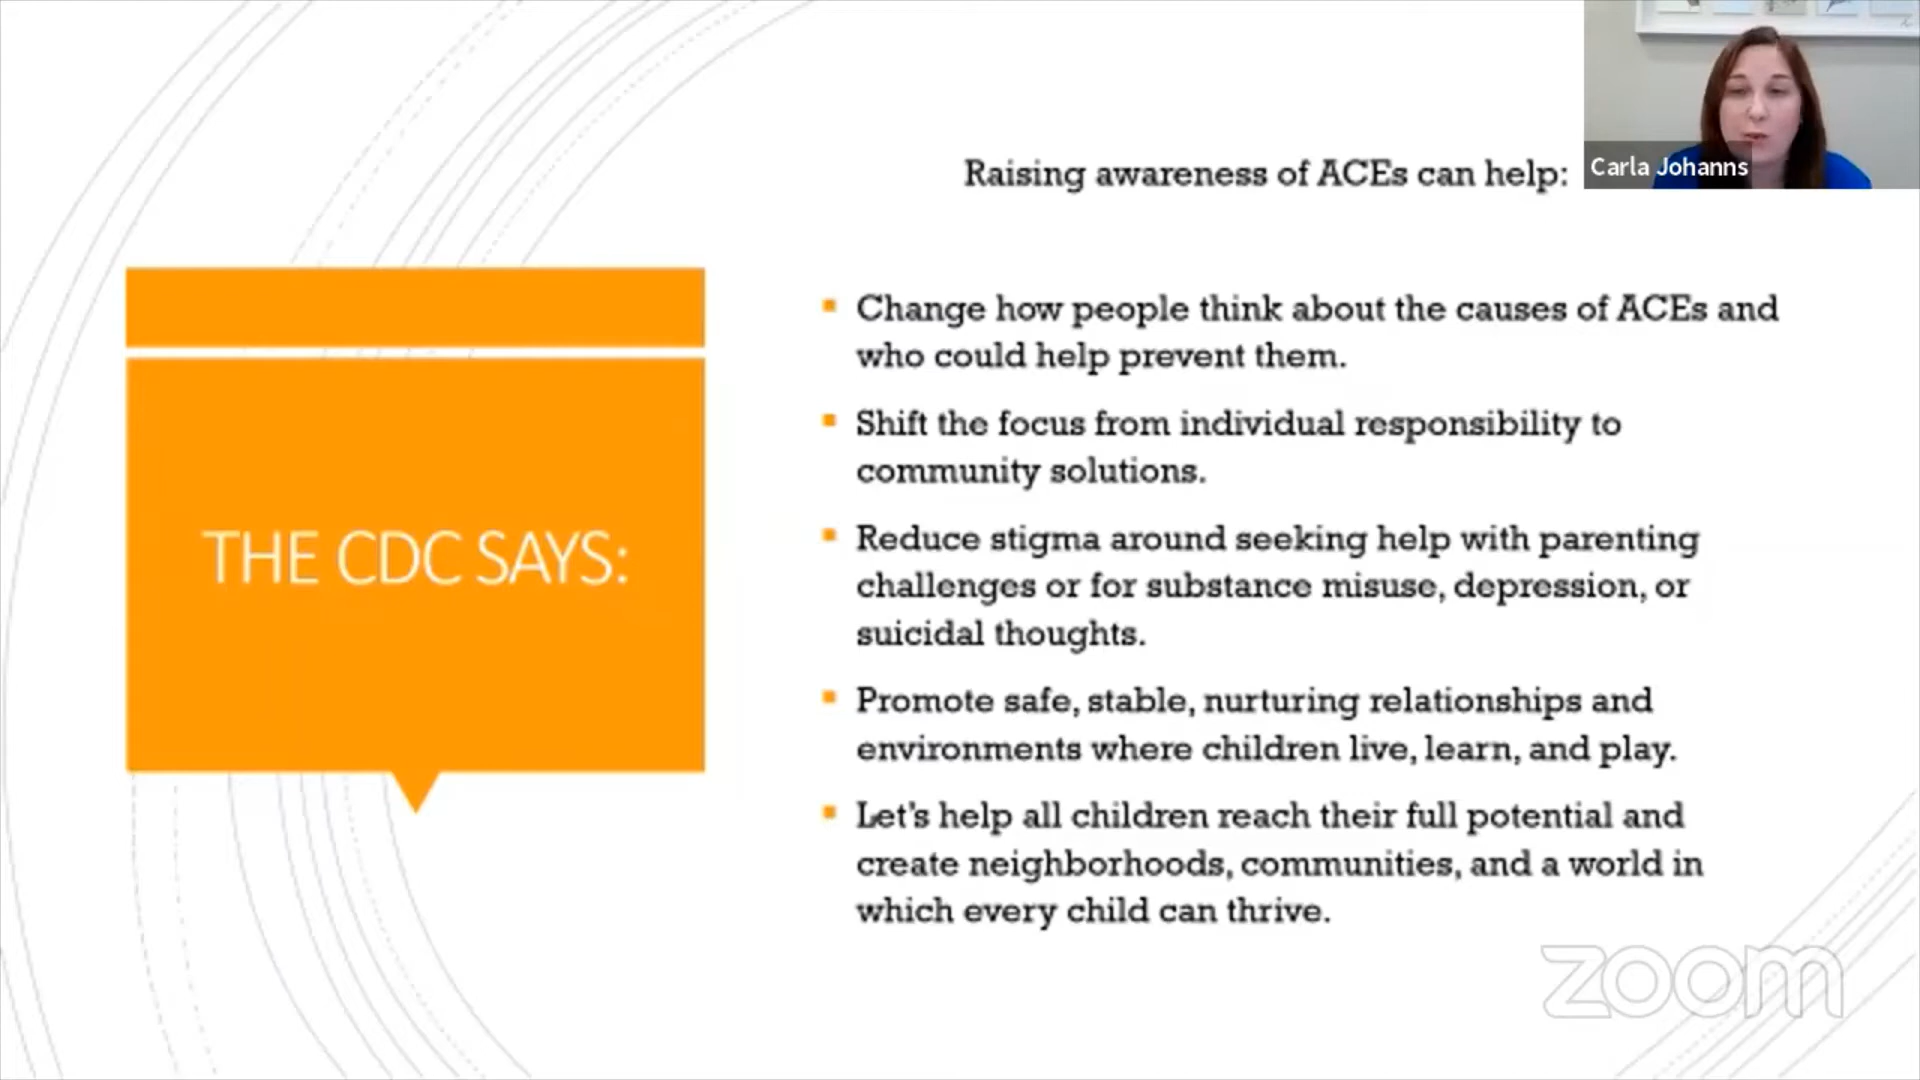 Raising awareness of ACEs can help:
Carla Johanns
THE CDC SAYS:
Change how people think about the causes of ACEs and
who could help prevent them.
Shift the focus from individual responsibility to
community solutions.
Reduce stigma around seeking help with parenting
challenges or for substance misuse, depression, or
suicidal thoughts.
Promote safe, stable, nurturing relationships and
environments where children live, learn, and play.
Let's help all children reach their full potential and
create neighborhoods, communities, and a world in
which every child can thrive.
zoom